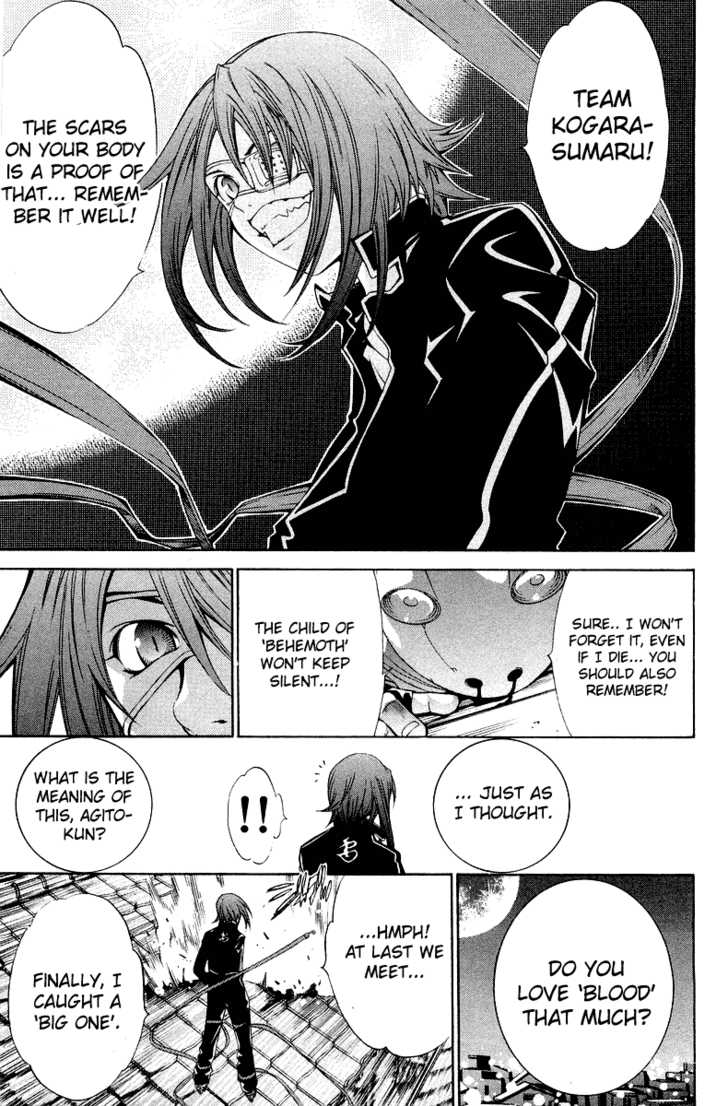 TEAM
KOGARA-
SUMARU!
THE SCARS
ON YOUR BODY
IS A PROOF OF
THAT... REMEM-
BER IT WELL!
SURE.. I WON'T
FORGET IT, EVEN
IF I DIE... YOU
SHOULD ALSO
REMEMBER!
THE CHILD OF
'BEHEMOTH'
WON'T KEEP
SILENT...!
... JUST AS
I THOUGHT.
!!
WHAT IS THE
MEANING OF
THIS, AGITO-
KUN?
DO YOU
LOVE 'BLOOD'
THAT MUCH?
...HMPH!
AT LAST WE
MEET...
FINALLY, I
CAUGHT A
'BIG ONE'.